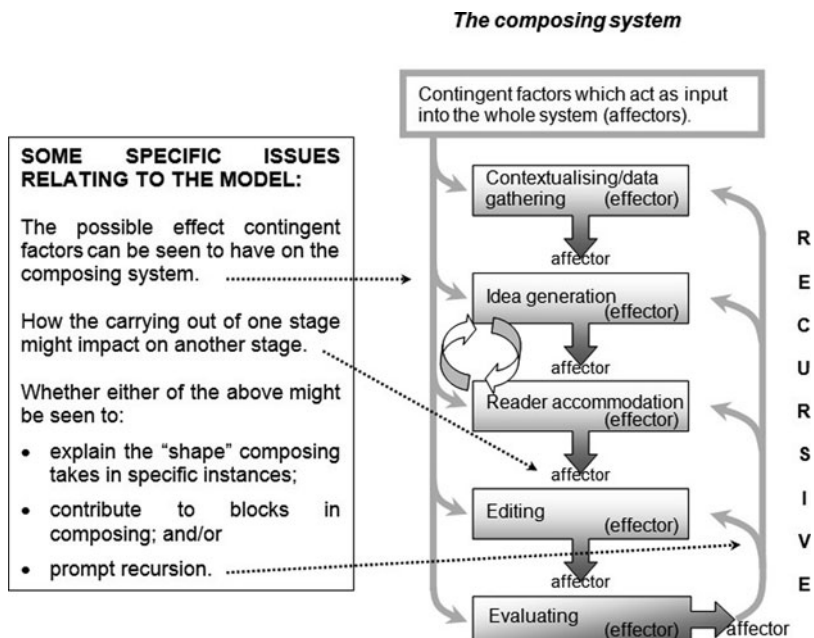 The composing system
Contingent factors which act as input
into the whole system (affectors).
SOME SPECIFIC ISSUES
RELATING TO THE MODEL:
The possible effect contingent
factors can be seen to have on the
composing system.
How the carrying out of one stage
might impact on another stage.
Whether either of the above might
be seen to:
• explain the “shape” composing
takes in specific instances;
• contribute to blocks in
composing; and/or
• prompt recursion.
Contextualising/data
gathering (effector)
affector
Idea generation
(effector)
affector
Reader accommodation
(effector)
affector
Editing
(effector)
affector
Evaluating
(effector)
affector
R
E
C
U
R
S
I
V
E